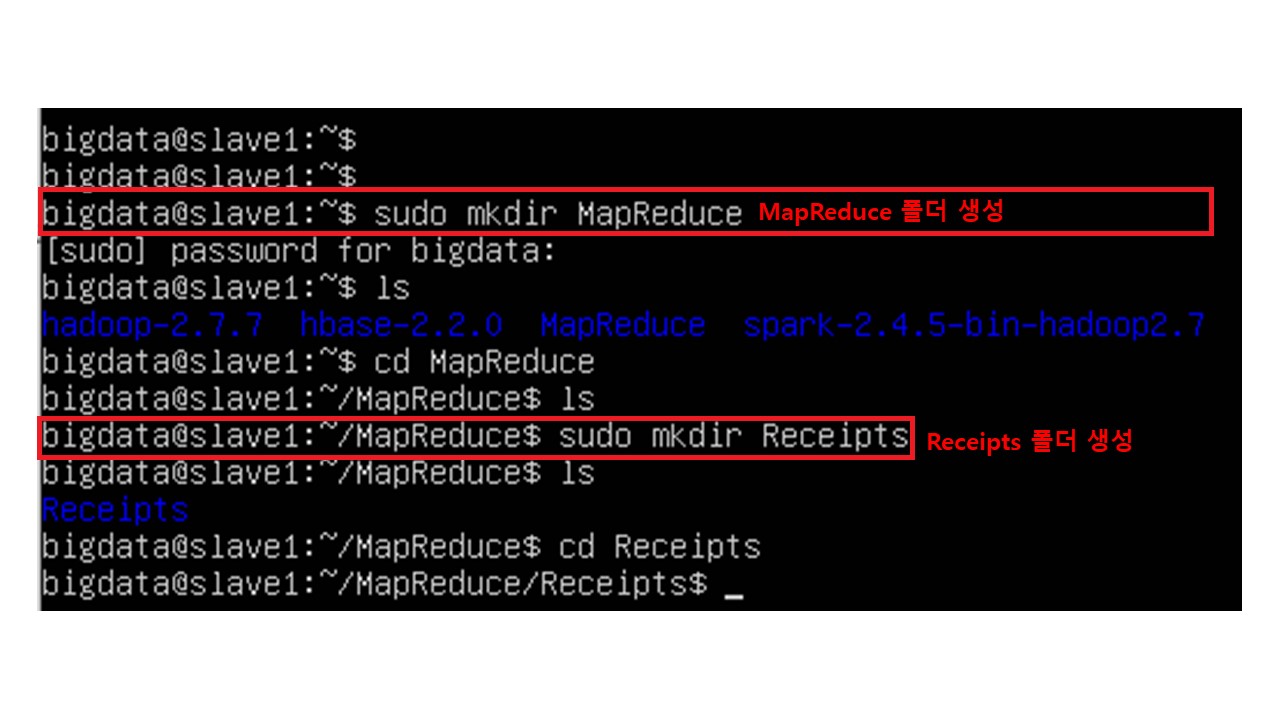 bigdata@slave1:~$
bigdata@slave1:~$
bigdata@slave1:~$ sudo mkdir MapReduce MapReduce 폴더 생성
[sudo] password for bigdata:
bigdata@slave1:~$ ls
hadoop-2.7.7 hbase-2.2.0 MapReduce spark-2.4.5-bin-hadoop2.7
bigdata@slave1:~$ cd MapReduce
bigdata@slave1:~/MapReduce$ ls
bigdata@slave1:~/MapReduce$ sudo mkdir Receipts Receipts 폴더 생성
bigdata@slave1:~/MapReduce$ ls
Receipts
bigdata@slave1:~/MapReduce$ cd Receipts
bigdata@slave1:~/MapReduce/Receipts$ _